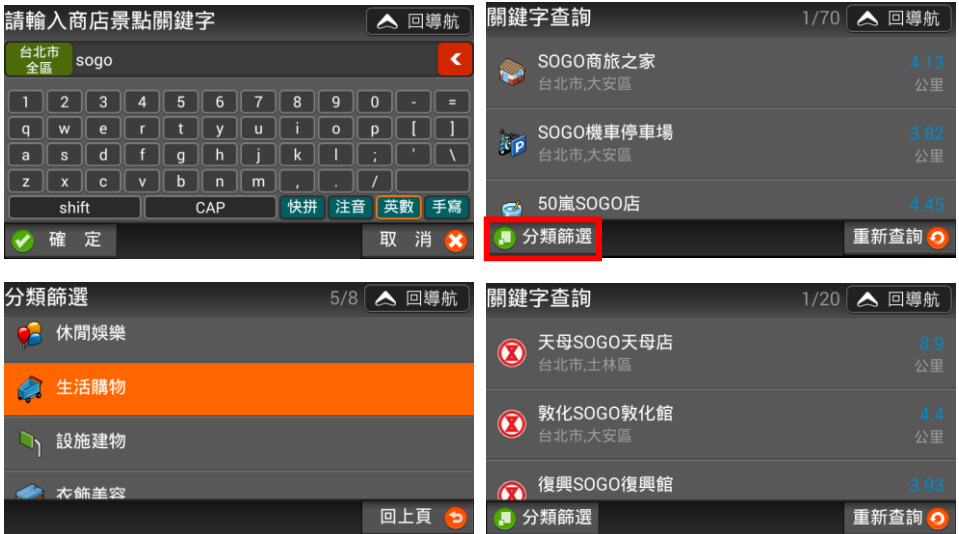 請輸入商店景點關鍵字
回導航
台北市
全區
sogo
1 2 3 4 5 6 7 8 9 0 - =
q w e r t y u i o p [ ]
a s d f g h j k l ; ' \
z x c v b n m , . /
shift CAP 快拼 注音 英數 手寫
確 定
取 消
關鍵字查詢
1/70
回導航
SOGO商旅之家
4.13
台北市,大安區
公里
SOGO機車停車場
3.82
台北市,大安區
公里
50嵐SOGO店
4.45
分類篩選
重新查詢
分類篩選
5/8
回導航
休閒娛樂
生活購物
設施建物
衣飾美容
回上頁
關鍵字查詢
1/20
回導航
天母SOGO天母店
8.9
台北市,士林區
公里
敦化SOGO敦化館
4.4
台北市,大安區
公里
復興SOGO復興館
3.93
分類篩選
重新查詢